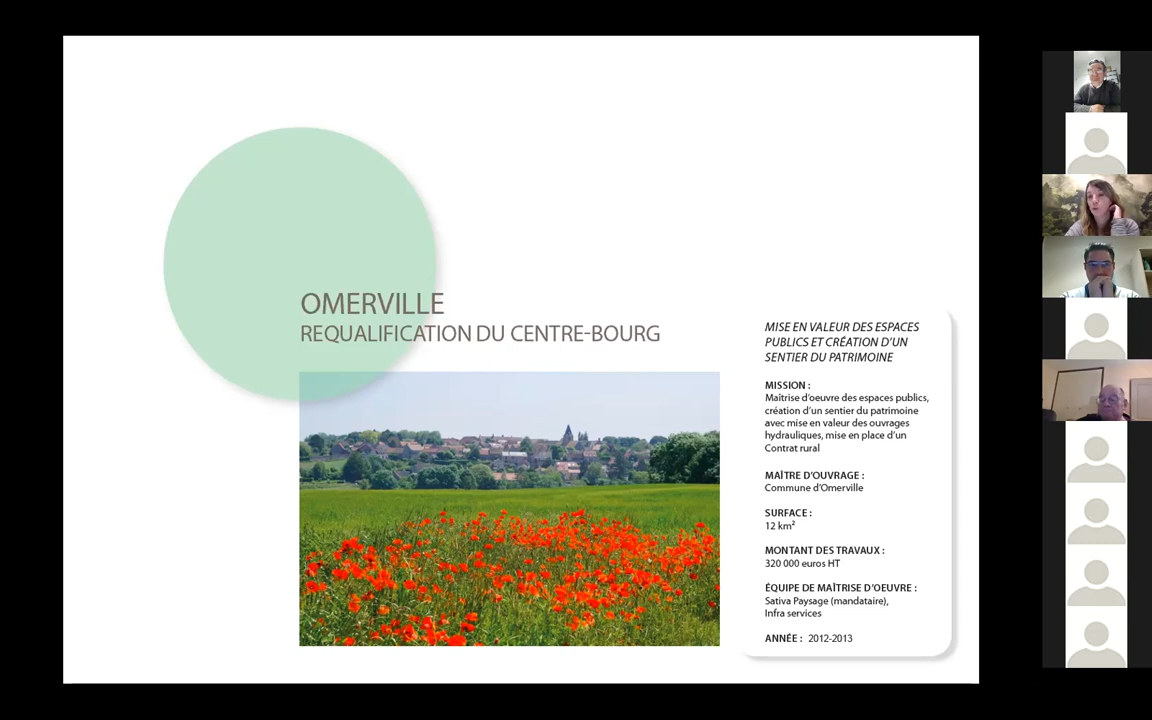 OMERVILLE
REQUALIFICATION DU CENTRE-BOURG
MISE EN VALEUR DES ESPACES
PUBLICS ET CRÉATION D'UN
SENTIER DU PATRIMOINE
MISSION :
Maîtrise d'oeuvre des espaces publics,
création d'un sentier du patrimoine
avec mise en valeur des ouvrages
hydrauliques, mise en place d'un
Contrat rural
MAÎTRE D'OUVRAGE :
Commune d'Omerville
SURFACE :
12 km²
MONTANT DES TRAVAUX :
320 000 euros HT
ÉQUIPE DE MAÎTRISE D'OEUVRE :
Sativa Paysage (mandataire),
Infra services
ANNÉE : 2012-2013